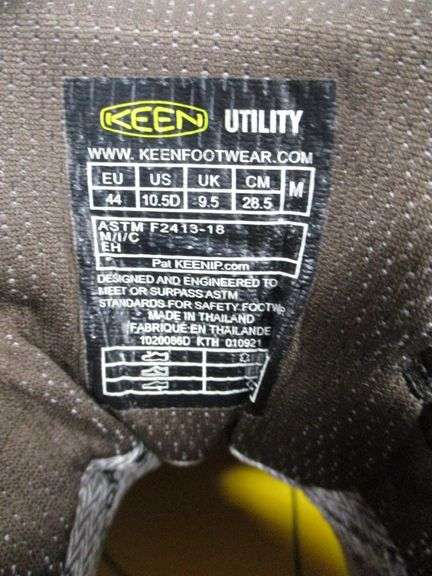 KEEN UTILITY
WWW.KEENFOOTWEAR.COM
EU US UK CM M
44 10.5D 9.5 28.5
ASTM F2413-18
M/I/C
EH
Pat KEENIP.com
DESIGNED AND ENGINEERED TO
MEET OR SURPASS ASTM
STANDARDS FOR SAFETY FOOTW
MADE IN THAILAND
FABRIQUÉ EN THAILANDE
1020066D KTH 010921